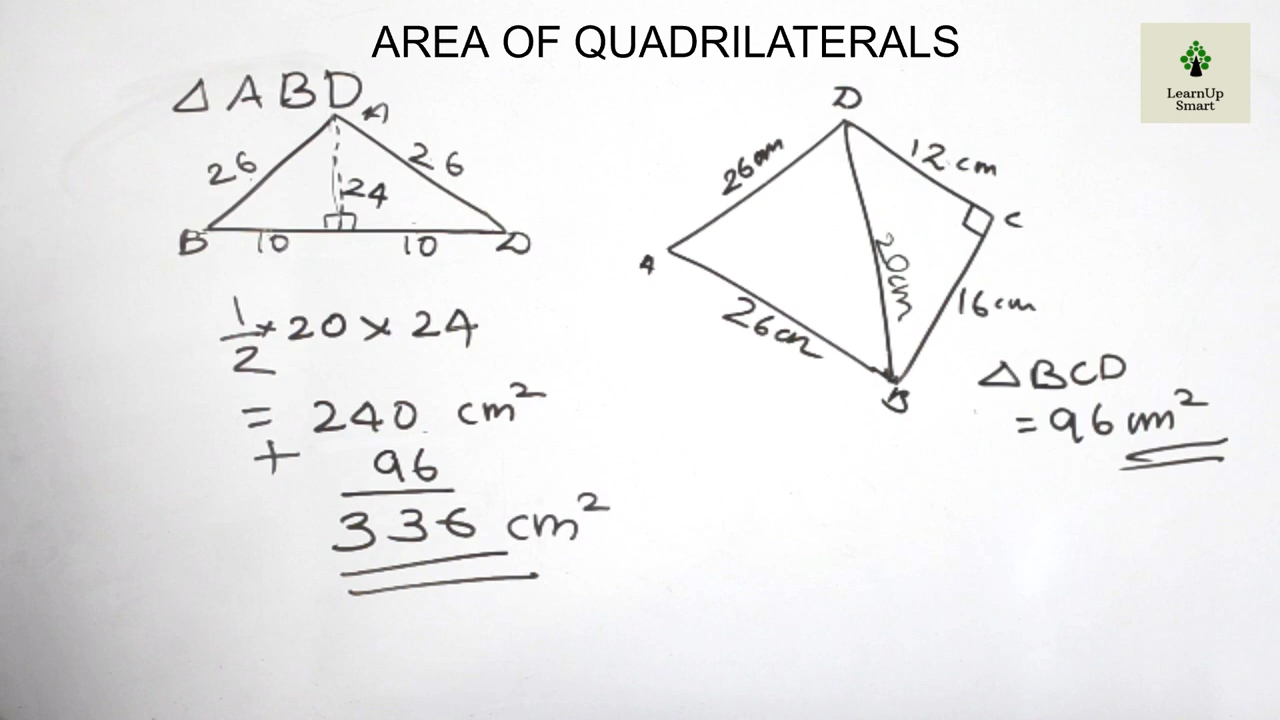 AREA OF QUADRILATERALS
LearnUp
Smart
△ ABD
A
26
26
24
B
10
10
D
1/2 × 20 × 24
= 240 cm²
+ 96
336 cm²
D
26cm
12 cm
C
A
20cm
26cm
16cm
B
△BCD
= 96 cm²